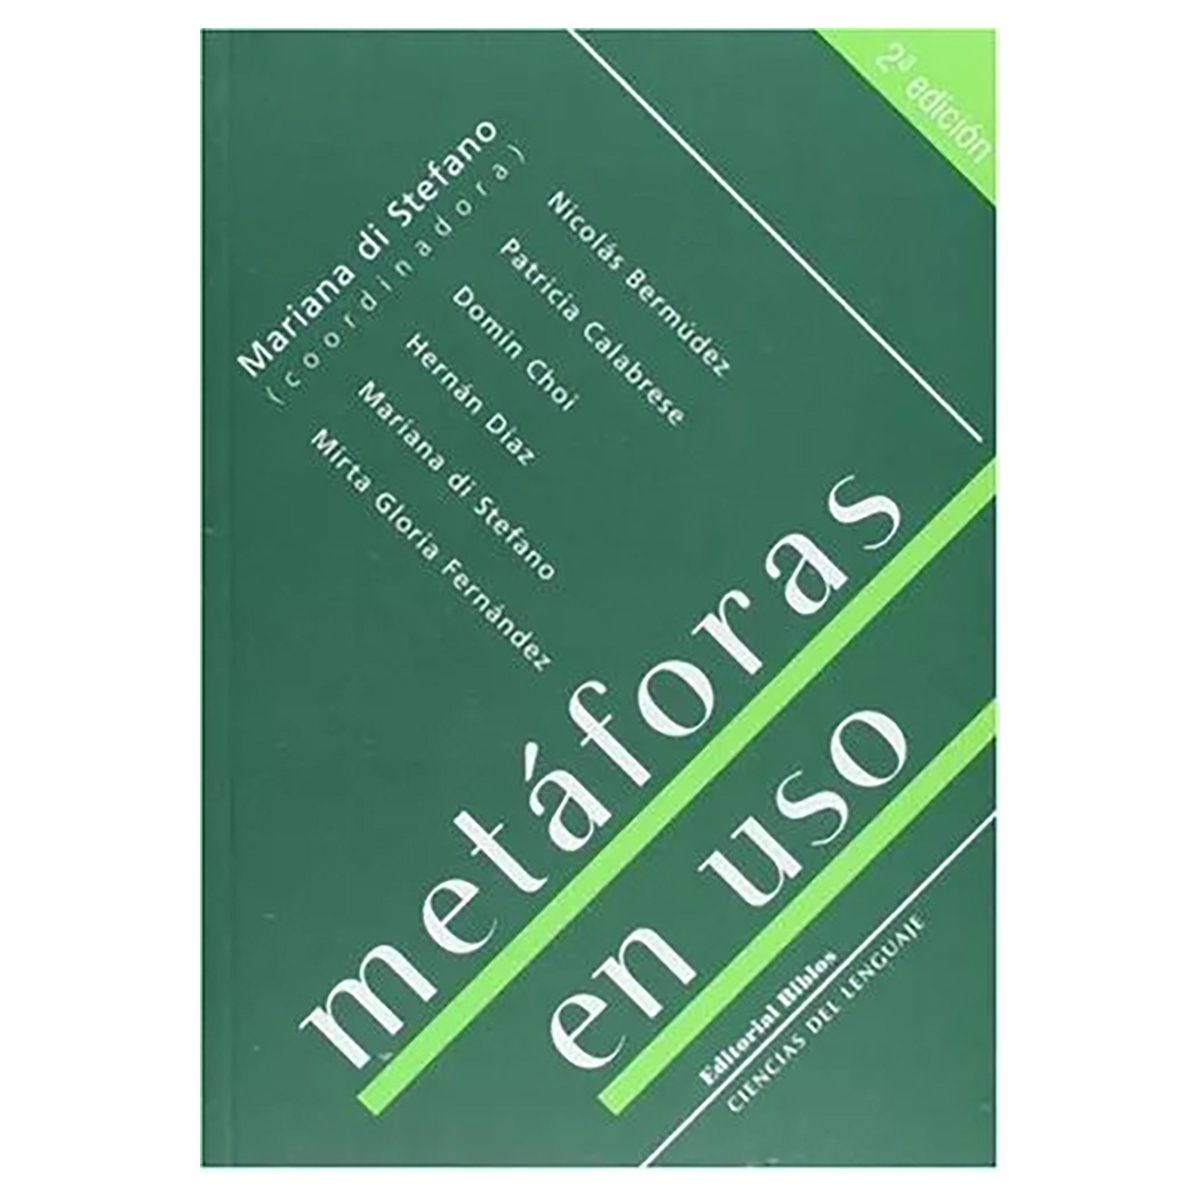 2ª edición
Mariana di Stefano
(coordinadora)
Nicolás Bermúdez
Patricia Calabrese
Domin Choi
Hernán Diaz
Mariana di Stefano
Mirta Gloria Fernández
metáforas
en uso
Editorial Biblos
CIENCIAS DEL LENGUAJE